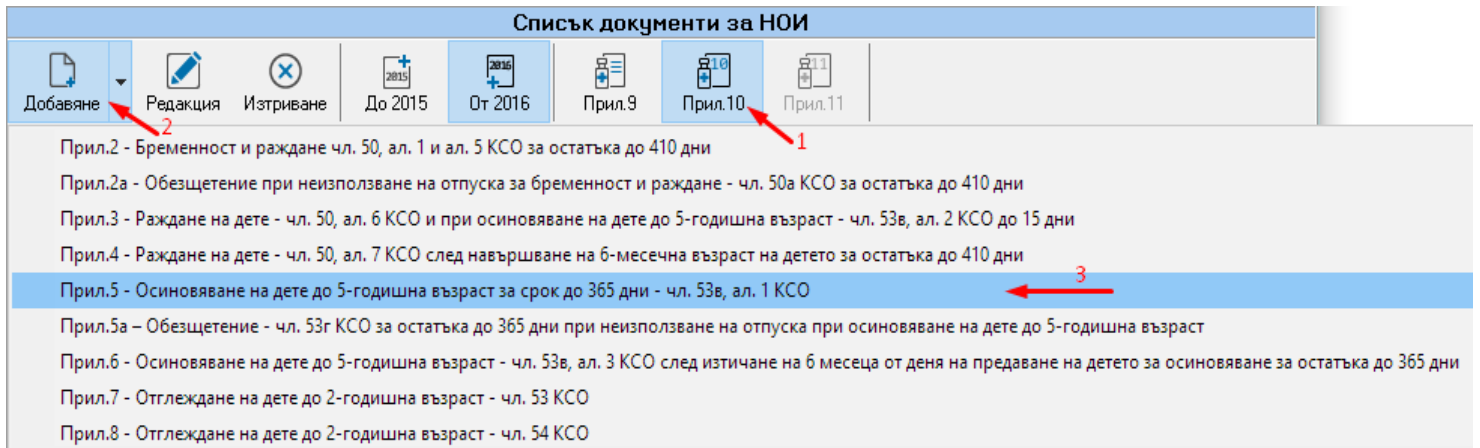 Списък документи за НОИ
2015
2016
10
11
Добавяне Редакция Изтриване До 2015 От 2016 Прил.9 Прил.10 Прил.11
2
1
Прил.2 - Бременност и раждане чл. 50, ал. 1 и ал. 5 КСО за остатъка до 410 дни
Прил.2а - Обезщетение при неизползване на отпуска за бременност и раждане - чл. 50а КСО за остатъка до 410 дни
Прил.3 - Раждане на дете - чл. 50, ал. 6 КСО и при осиновяване на дете до 5-годишна възраст - чл. 53в, ал. 2 КСО до 15 дни
Прил.4 - Раждане на дете - чл. 50, ал. 7 КСО след навършване на 6-месечна възраст на детето за остатъка до 410 дни
Прил.5 - Осиновяване на дете до 5-годишна възраст за срок до 365 дни - чл. 53в, ал. 1 КСО
3
Прил.5а – Обезщетение - чл. 53г КСО за остатъка до 365 дни при неизползване на отпуска при осиновяване на дете до 5-годишна възраст
Прил.6 - Осиновяване на дете до 5-годишна възраст - чл. 53в, ал. 3 КСО след изтичане на 6 месеца от деня на предаване на детето за осиновяване за остатъка до 365 дни
Прил.7 - Отглеждане на дете до 2-годишна възраст - чл. 53 КСО
Прил.8 - Отглеждане на дете до 2-годишна възраст - чл. 54 КСО